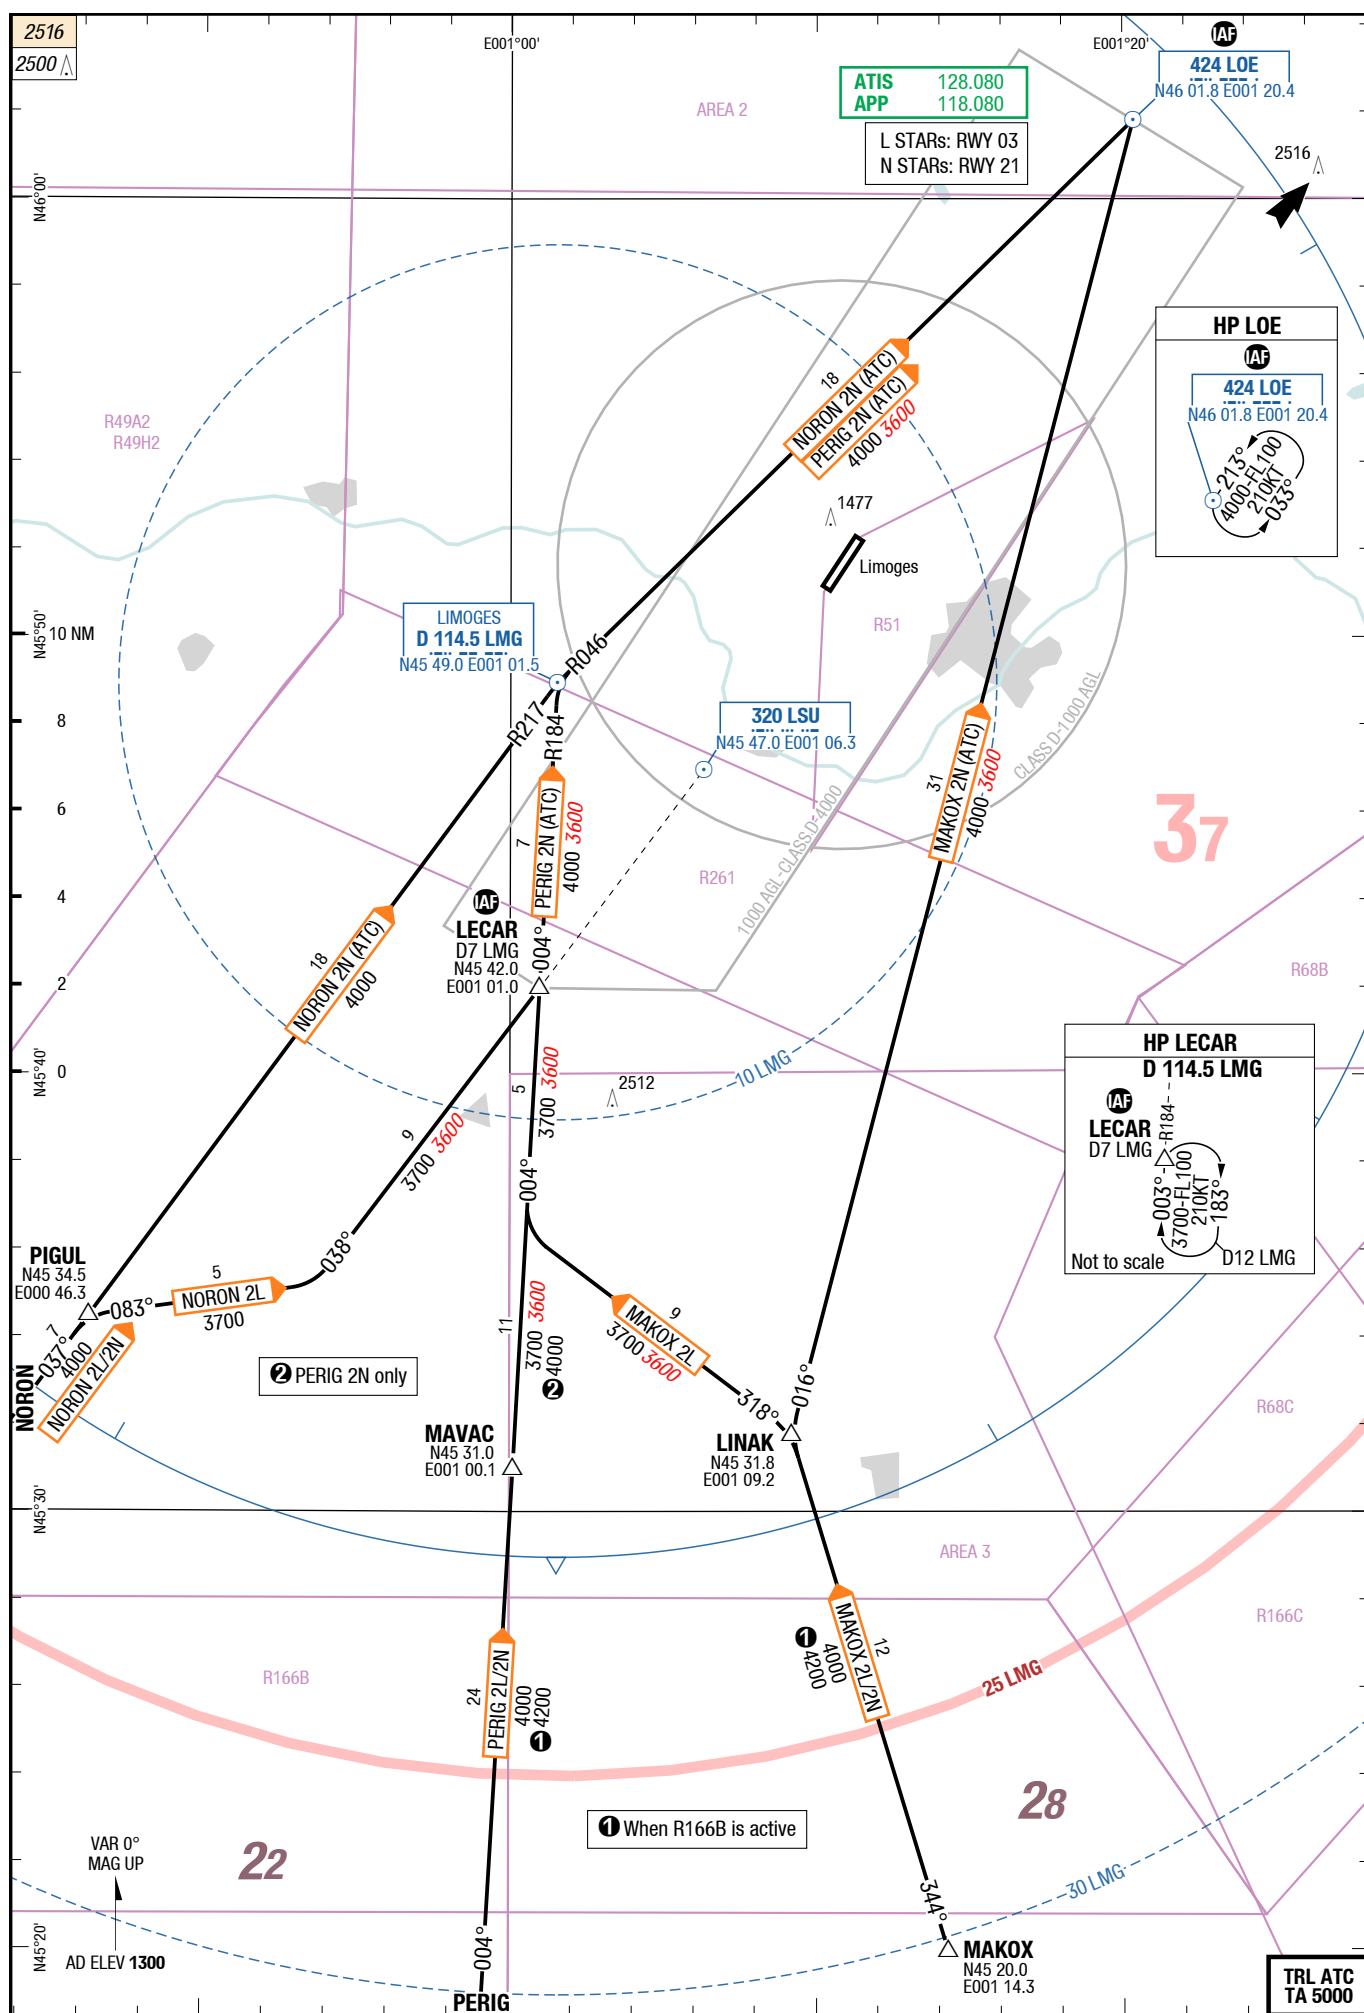 2516
2500
E001°00'
E001°20'
IAF
424 LOE
N46 01.8 E001 20.4
ATIS 128.080
APP 118.080
L STARs: RWY 03
N STARs: RWY 21
AREA 2
2516
N46°00'
HP LOE
IAF
424 LOE
N46 01.8 E001 20.4
213°
4000-FL100
210KT
033°
18
NORON 2N (ATC)
PERIG 2N (ATC)
4000 3600
R49A2
R49H2
1477
Limoges
LIMOGES
D 114.5 LMG
N45 49.0 E001 01.5
R046
R217
R184
R51
N45°50'
10 NM
8
6
4
2
0
320 LSU
N45 47.0 E001 06.3
CLASS D-1000 AGL
1000 AGL-CLASS D-4000
31
MAKOX 2N (ATC)
4000 3600
37
7
PERIG 2N (ATC)
4000 3600
R261
IAF
LECAR
D7 LMG
N45 42.0
E001 01.0
004°
18
NORON 2N (ATC)
4000
R68B
N45°40'
10 LMG
2512
5
3700 3600
9
3700 3600
HP LECAR
D 114.5 LMG
IAF
LECAR
D7 LMG
R184
003°
3700-FL100
210KT
183°
D12 LMG
Not to scale
004°
038°
PIGUL
N45 34.5
E000 46.3
083°
5
NORON 2L
3700
7
037°
4000
NORON 2L/2N
NORON
2 PERIG 2N only
11
3700 3600
2 4000
9
MAKOX 2L
3700 3600
318°
016°
MAVAC
N45 31.0
E001 00.1
LINAK
N45 31.8
E001 09.2
R68C
N45°30'
AREA 3
R166C
R166B
24
PERIG 2L/2N
4000
1 4200
12
MAKOX 2L/2N
4000
1 4200
25 LMG
1 When R166B is active
22
28
VAR 0°
MAG UP
AD ELEV 1300
30 LMG
344°
N45°20'
004°
PERIG
MAKOX
N45 20.0
E001 14.3
TRL ATC
TA 5000